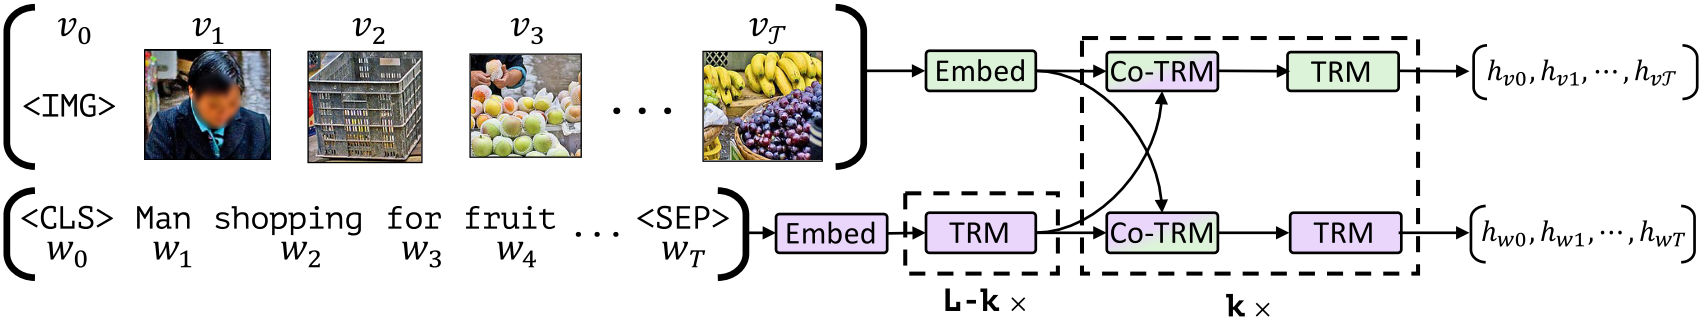 v0 v1 v2 v3 v𝒯
<IMG> ...
Embed Co-TRM TRM hv0, hv1, ⋯, hv𝒯
<CLS> Man shopping for fruit ... <SEP>
w0 w1 w2 w3 w4 wT
Embed TRM Co-TRM TRM hw0, hw1, ⋯, hwT
L-k × k ×